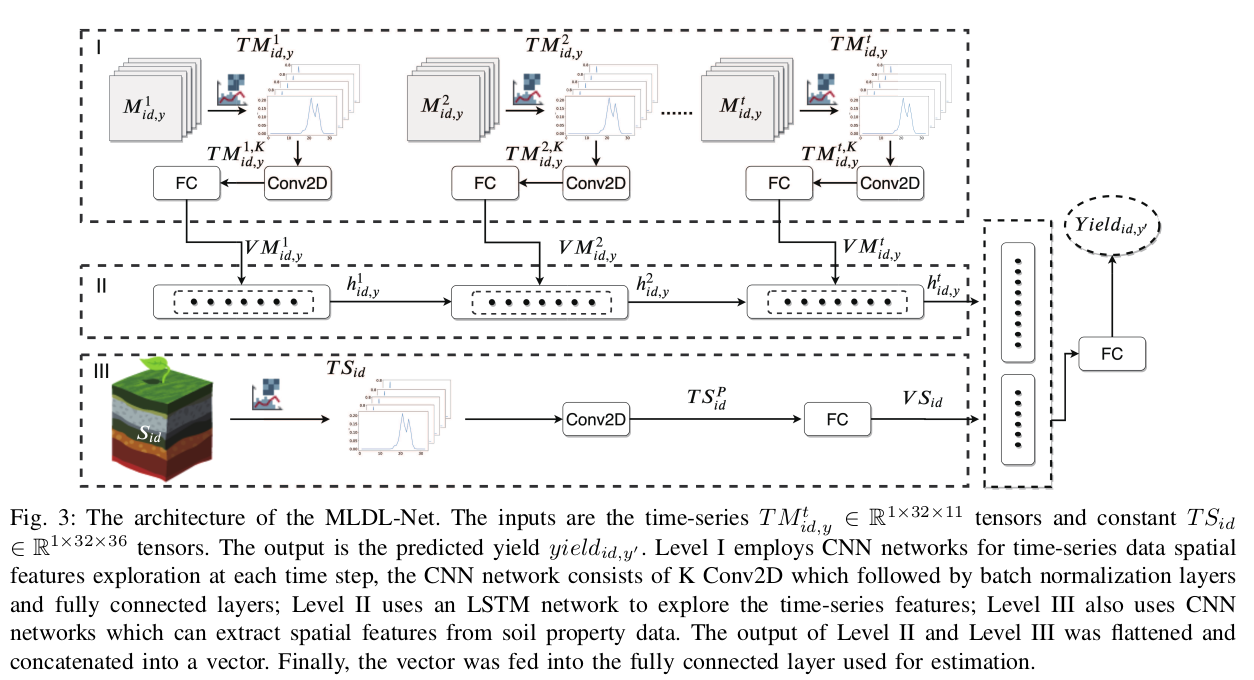 I
TM^1_{id,y}
TM^2_{id,y}
TM^t_{id,y}
M^1_{id,y}
M^2_{id,y}
......
M^t_{id,y}
TM^{1,K}_{id,y}
TM^{2,K}_{id,y}
TM^{t,K}_{id,y}
FC
Conv2D
FC
Conv2D
FC
Conv2D
VM^1_{id,y}
VM^2_{id,y}
VM^t_{id,y}
Yield_{id,y'}
II
h^1_{id,y}
h^2_{id,y}
h^t_{id,y}
FC
III
TS_{id}
S_{id}
Conv2D
TS^P_{id}
FC
VS_{id}
Fig. 3: The architecture of the MLDL-Net. The inputs are the time-series TM^t_{id,y} ∈ ℝ^{1×32×11} tensors and constant TS_{id}
∈ ℝ^{1×32×36} tensors. The output is the predicted yield yield_{id,y'}. Level I employs CNN networks for time-series data spatial
features exploration at each time step, the CNN network consists of K Conv2D which followed by batch normalization layers
and fully connected layers; Level II uses an LSTM network to explore the time-series features; Level III also uses CNN
networks which can extract spatial features from soil property data. The output of Level II and Level III was flattened and
concatenated into a vector. Finally, the vector was fed into the fully connected layer used for estimation.